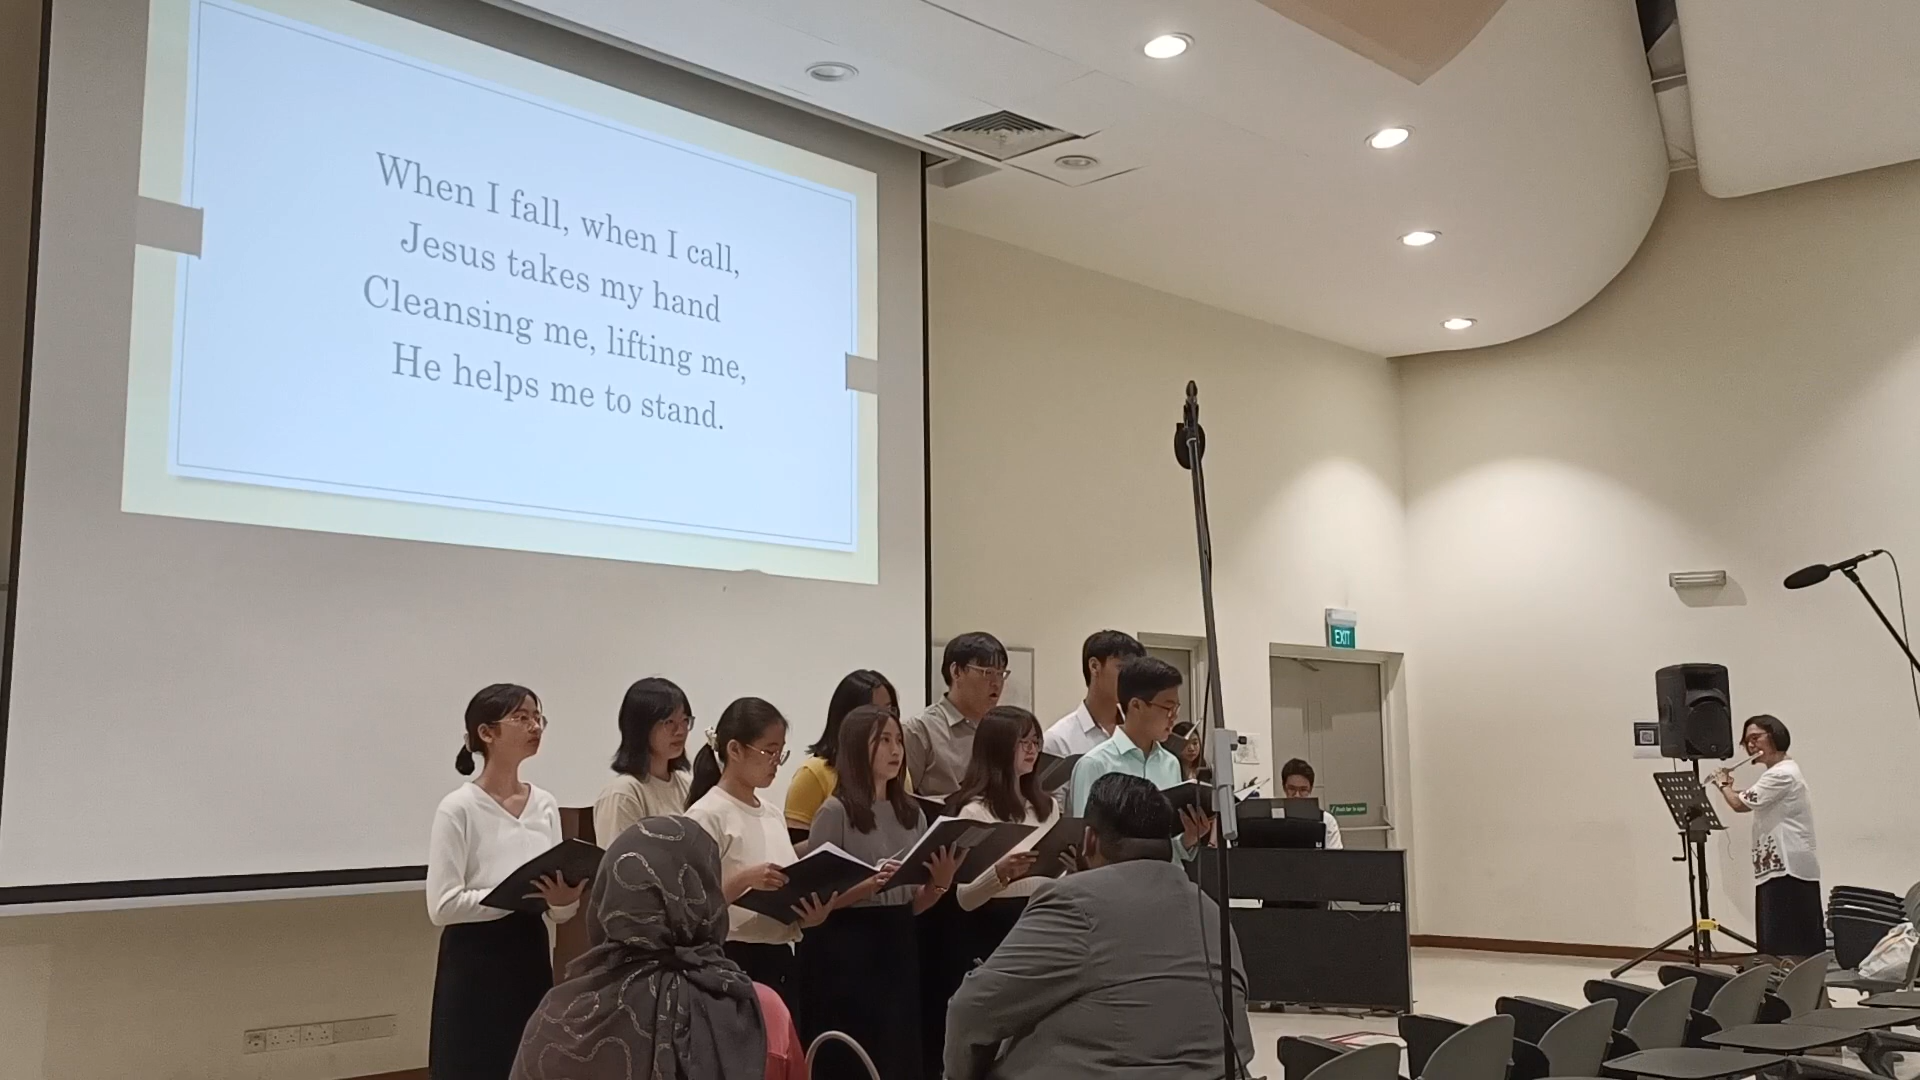 When I fall, when I call,
Jesus takes my hand
Cleansing me, lifting me,
He helps me to stand.
EXIT